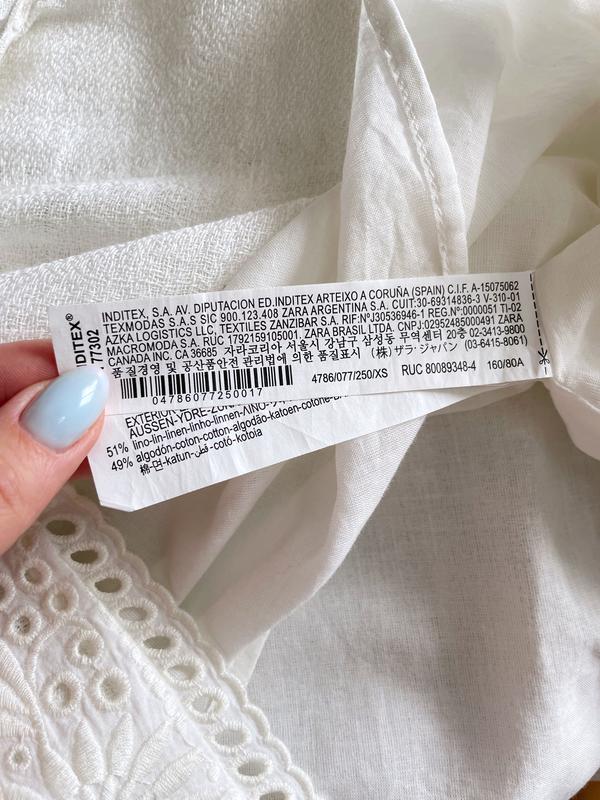 INDITEX®
77302
INDITEX, S.A. AV. DIPUTACION ED.INDITEX ARTEIXO A CORUÑA (SPAIN) C.I.F. A-15075062
TEXMODAS S.A.S SIC 900.123.408 ZARA ARGENTINA S.A. CUIT:30-69314836-3 V-310-01
AZKA LOGISTICS LLC, TEXTILES ZANZIBAR S.A. RIF:NºJ30536946-1 REG.Nº:0000051 TI-02
MACROMODA S.A. RUC 1792159105001. ZARA BRASIL LTDA. CNPJ:02952485000491 ZARA
CANADA INC. CA 36685 자라코리아 서울시 강남구 삼성동 무역센터 20층 02-3413-9800
품질경영 및 공산품안전 관리법에 의한 품질표시 (株) ザラ・ジャパン (03-6415-8061)
04786077250017
4786/077/250/XS RUC 80089348-4 160/80A
AUSSEN-YDRE-
51% lino-lin-linen-linho-linnen-
49% algodón-coton-cotton-algodão-katoen-cotone-
棉-면-katun-قطن-cotó-kotoia